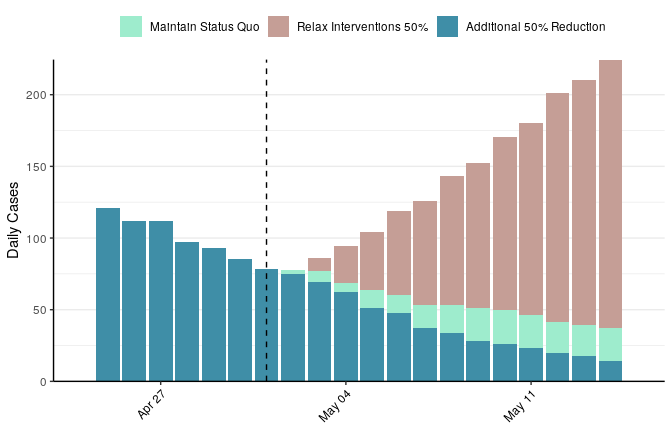 Maintain Status Quo Relax Interventions 50% Additional 50% Reduction
Daily Cases
200
150
100
50
0
Apr 27 May 04 May 11